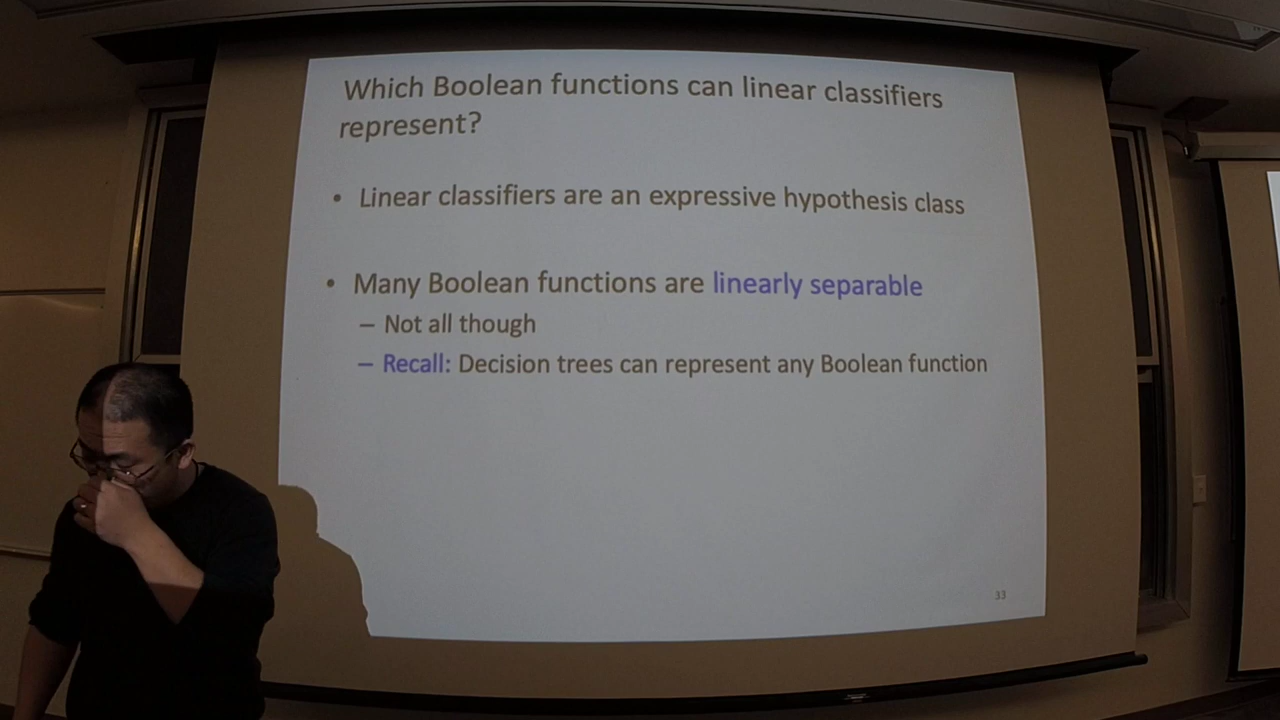 Which Boolean functions can linear classifiers
represent?
• Linear classifiers are an expressive hypothesis class
• Many Boolean functions are linearly separable
– Not all though
– Recall: Decision trees can represent any Boolean function
33